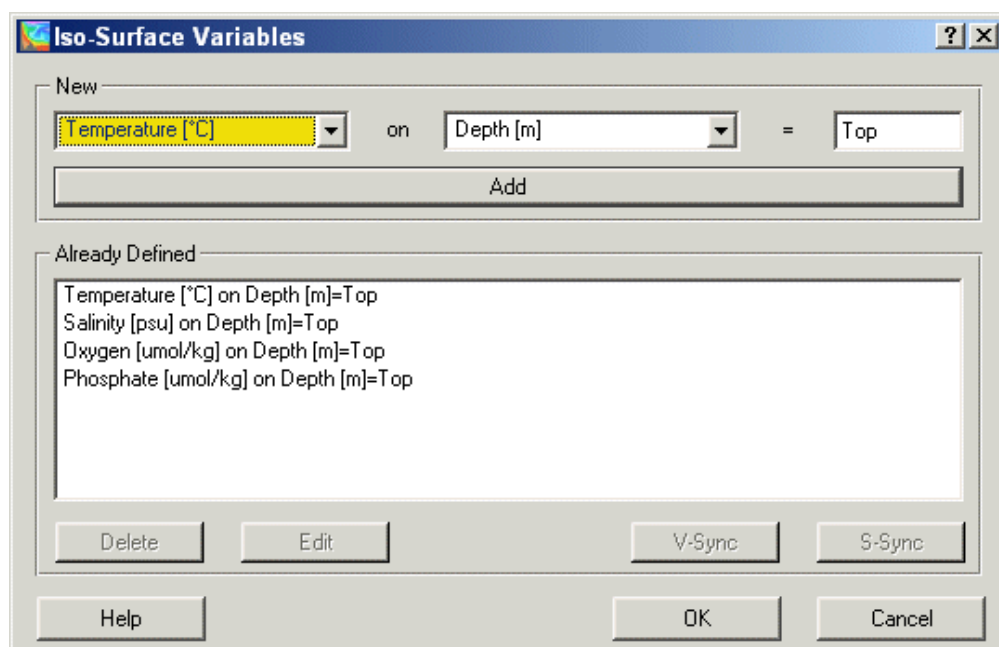 Iso-Surface Variables
New
Temperature [°C] on Depth [m] = Top
Add
Already Defined
Temperature [°C] on Depth [m]=Top
Salinity [psu] on Depth [m]=Top
Oxygen [umol/kg] on Depth [m]=Top
Phosphate [umol/kg] on Depth [m]=Top
Delete Edit V-Sync S-Sync
Help OK Cancel